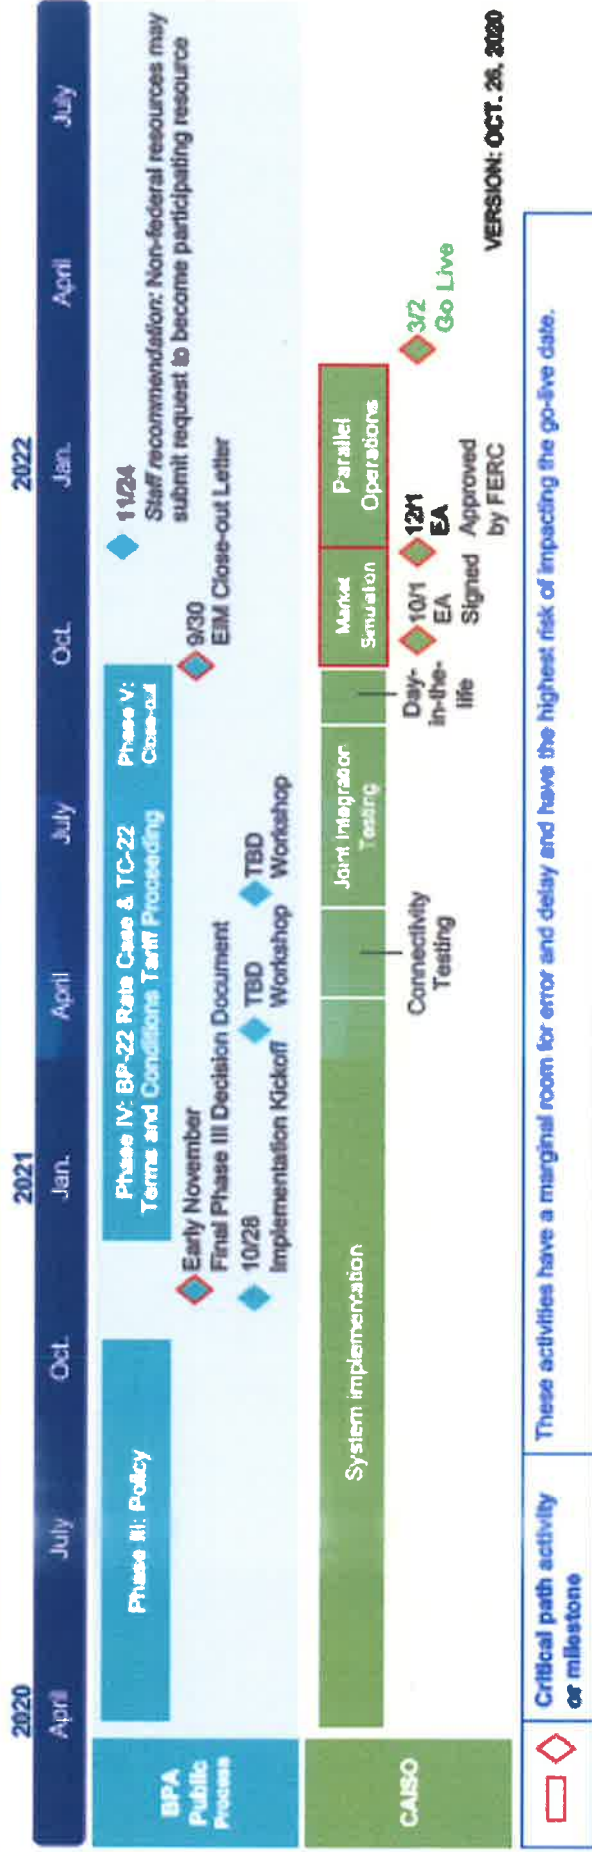 2020
2021
2022
April
July
Oct.
Jan.
April
July
Oct.
Jan.
April
July
BPA
Public
Process
Phase III: Policy
Phase IV: BP-22 Rate Case & TC-22
Terms and Conditions Tariff Proceeding
Phase V:
Close-out
11/24
Staff recommendation: Non-federal resources may
submit request to become participating resource
Early November
Final Phase III Decision Document
9/30
EIM Close-out Letter
10/28
Implementation Kickoff
TBD
Workshop
TBD
Workshop
CAISO
System implementation
Connectivity
Testing
Joint Integration
Testing
Day-
in-the-
life
Market
Simulation
Parallel
Operations
10/1
EA
Signed
12/1
EA
Approved
by FERC
3/2
Go Live
VERSION: OCT. 26, 2020
Critical path activity
or milestone
These activities have a marginal room for error and delay and have the highest risk of impacting the go-live date.